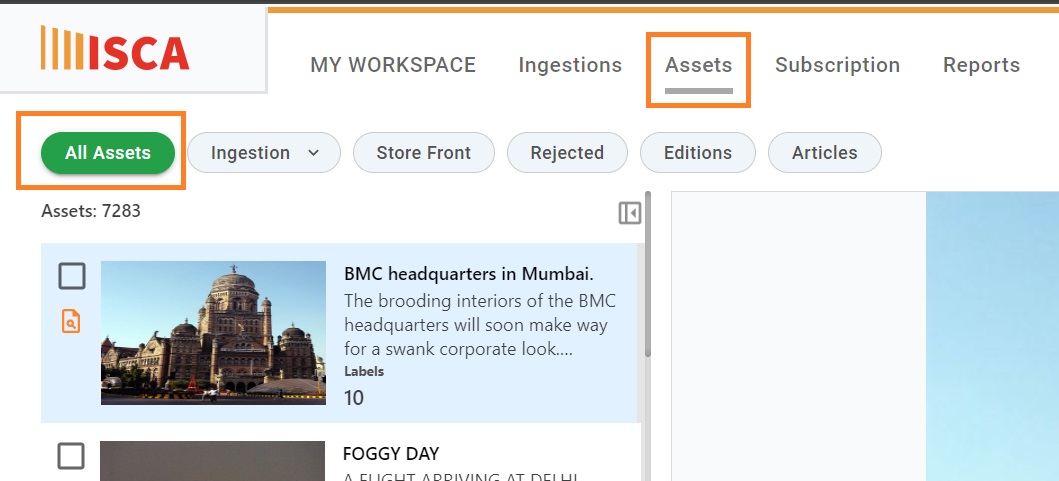 ISCA
MY WORKSPACE Ingestions Assets Subscription Reports
All Assets Ingestion Store Front Rejected Editions Articles
Assets: 7283
BMC headquarters in Mumbai.
The brooding interiors of the BMC
headquarters will soon make way
for a swank corporate look....
Labels
10
FOGGY DAY
A FLIGHT ARRIVING AT DELHI